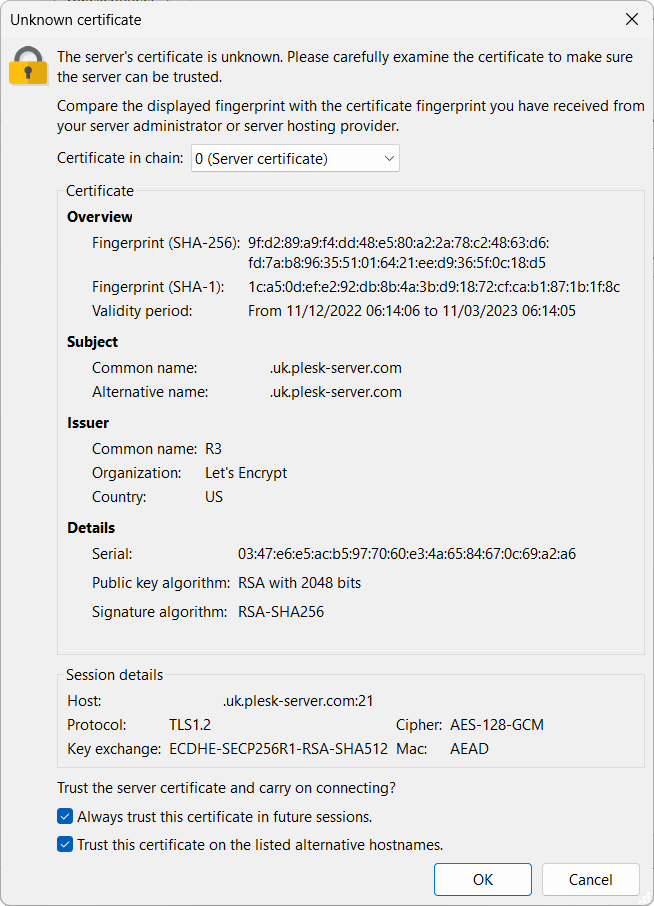 Unknown certificate
The server's certificate is unknown. Please carefully examine the certificate to make sure
the server can be trusted.
Compare the displayed fingerprint with the certificate fingerprint you have received from
your server administrator or server hosting provider.
Certificate in chain: 0 (Server certificate)
Certificate
Overview
Fingerprint (SHA-256): 9f:d2:89:a9:f4:dd:48:e5:80:a2:2a:78:c2:48:63:d6:
fd:7a:b8:96:35:51:01:64:21:ee:d9:36:5f:0c:18:d5
Fingerprint (SHA-1): 1c:a5:0d:ef:e2:92:db:8b:4a:3b:d9:18:72:cf:ca:b1:87:1b:1f:8c
Validity period: From 11/12/2022 06:14:06 to 11/03/2023 06:14:05
Subject
Common name: .uk.plesk-server.com
Alternative name: .uk.plesk-server.com
Issuer
Common name: R3
Organization: Let's Encrypt
Country: US
Details
Serial: 03:47:e6:e5:ac:b5:97:70:60:e3:4a:65:84:67:0c:69:a2:a6
Public key algorithm: RSA with 2048 bits
Signature algorithm: RSA-SHA256
Session details
Host: .uk.plesk-server.com:21
Protocol: TLS1.2 Cipher: AES-128-GCM
Key exchange: ECDHE-SECP256R1-RSA-SHA512 Mac: AEAD
Trust the server certificate and carry on connecting?
Always trust this certificate in future sessions.
Trust this certificate on the listed alternative hostnames.
OK Cancel